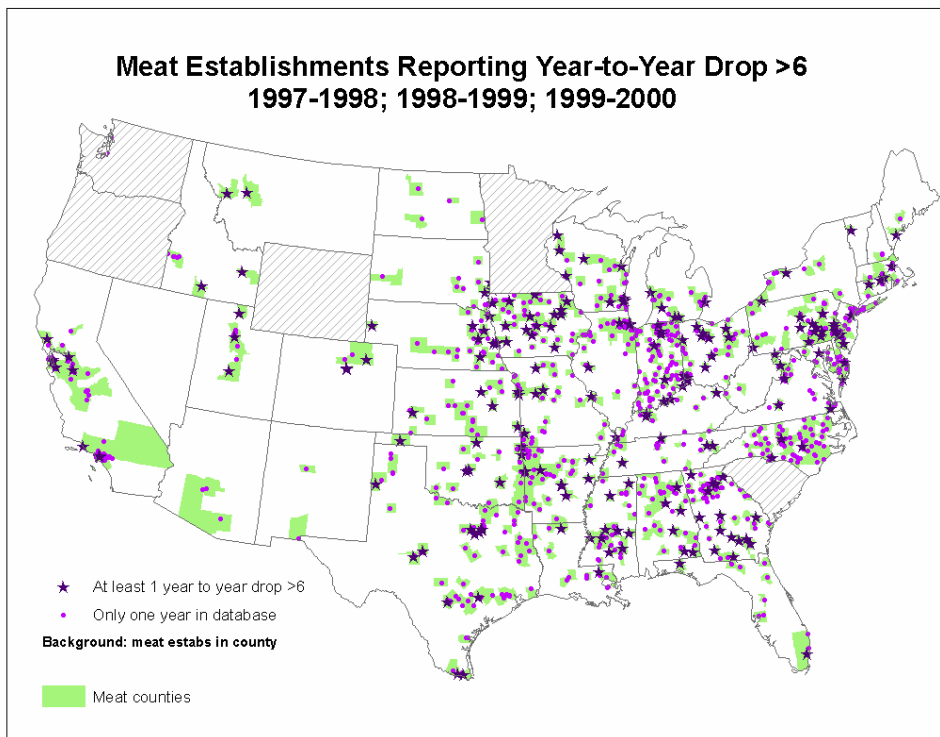 Meat Establishments Reporting Year-to-Year Drop >6
1997-1998; 1998-1999; 1999-2000
At least 1 year to year drop >6
Only one year in database
Background: meat estabs in county
Meat counties